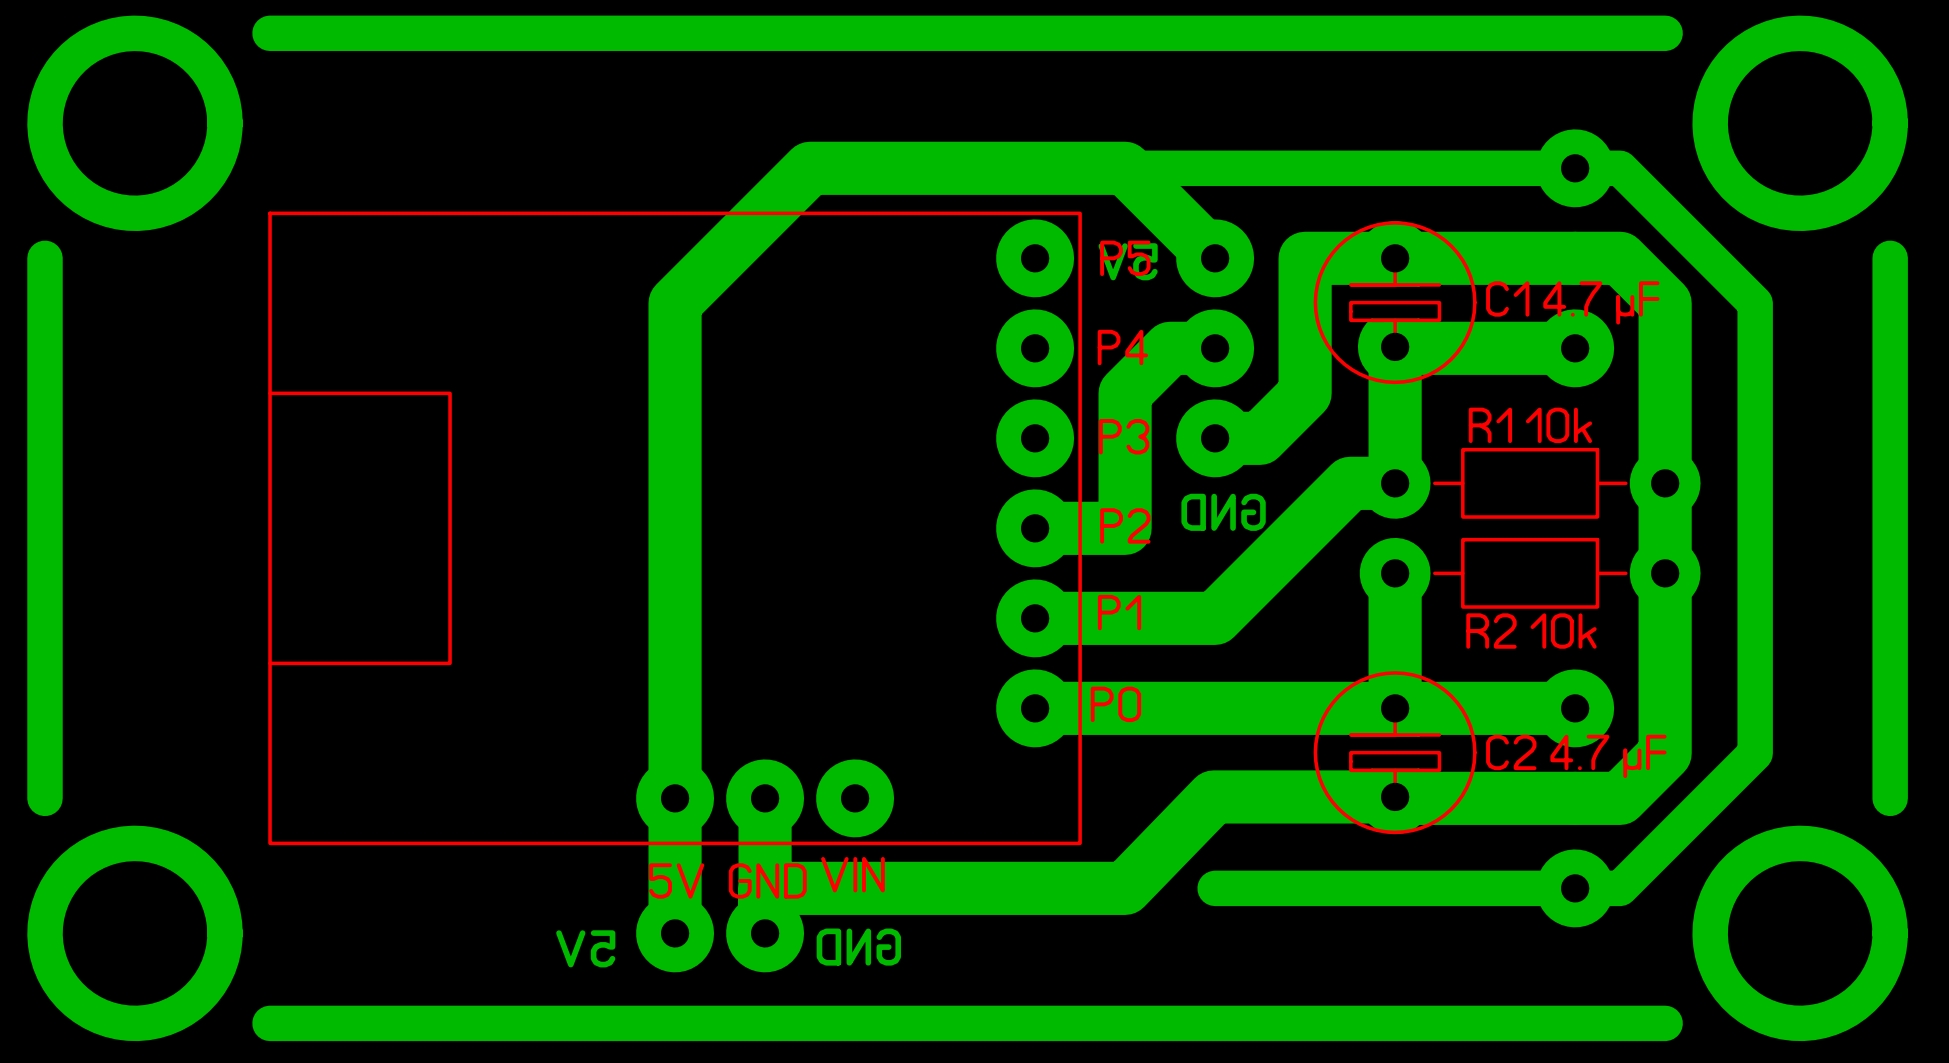 P5
5V
C1 4.7 µF
P4
R1 10k
P3
GND
P2
P1
R2 10k
P0
C2 4.7 µF
5V
GND
VIN
5V
GND